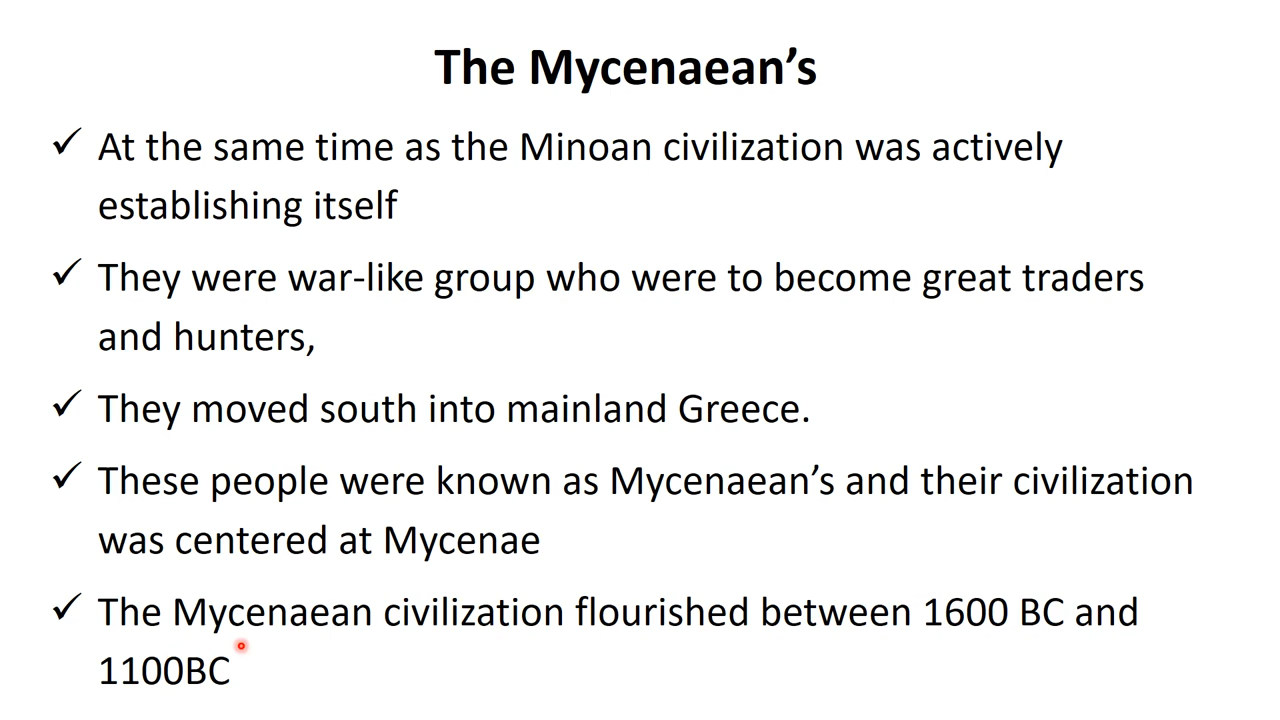 The Mycenaean’s
✓ At the same time as the Minoan civilization was actively
establishing itself
✓ They were war-like group who were to become great traders
and hunters,
✓ They moved south into mainland Greece.
✓ These people were known as Mycenaean’s and their civilization
was centered at Mycenae
✓ The Mycenaean civilization flourished between 1600 BC and
1100BC